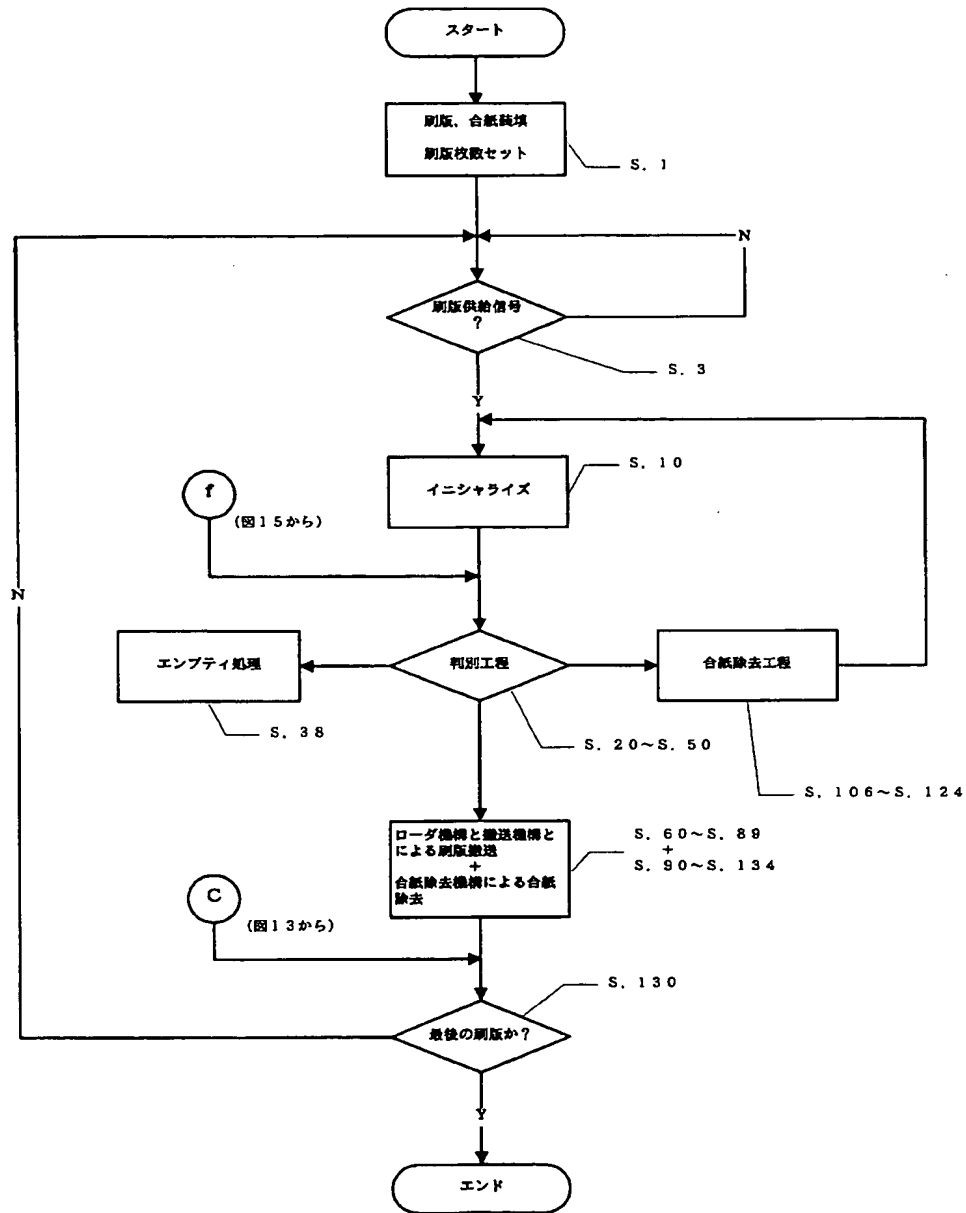 スタート
刷版、合紙装填
刷版枚数セット
S. 1
N
刷版供給信号
?
S. 3
Y
S. 10
イニシャライズ
f
(図15から)
N
エンプティ処理
判別工程
合紙除去工程
S. 38
S. 20~S. 50
S. 106~S. 124
ローダ機構と搬送機構と
による刷版搬送
+
合紙除去機構による合紙
除去
S. 60~S. 89
+
S. 90~S. 134
C
(図13から)
S. 130
最後の刷版か?
Y
エンド